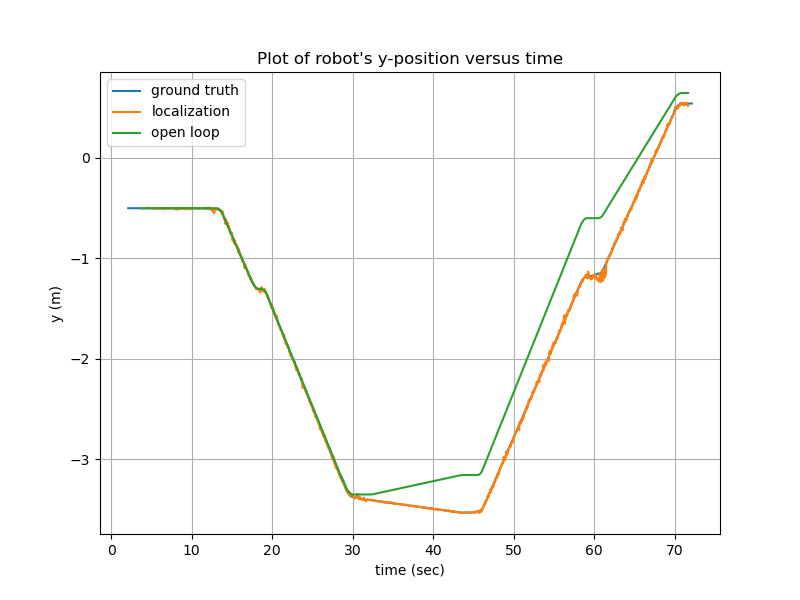 Plot of robot's y-position versus time
ground truth
localization
open loop
0
−1
−2
−3
y (m)
0 10 20 30 40 50 60 70
time (sec)